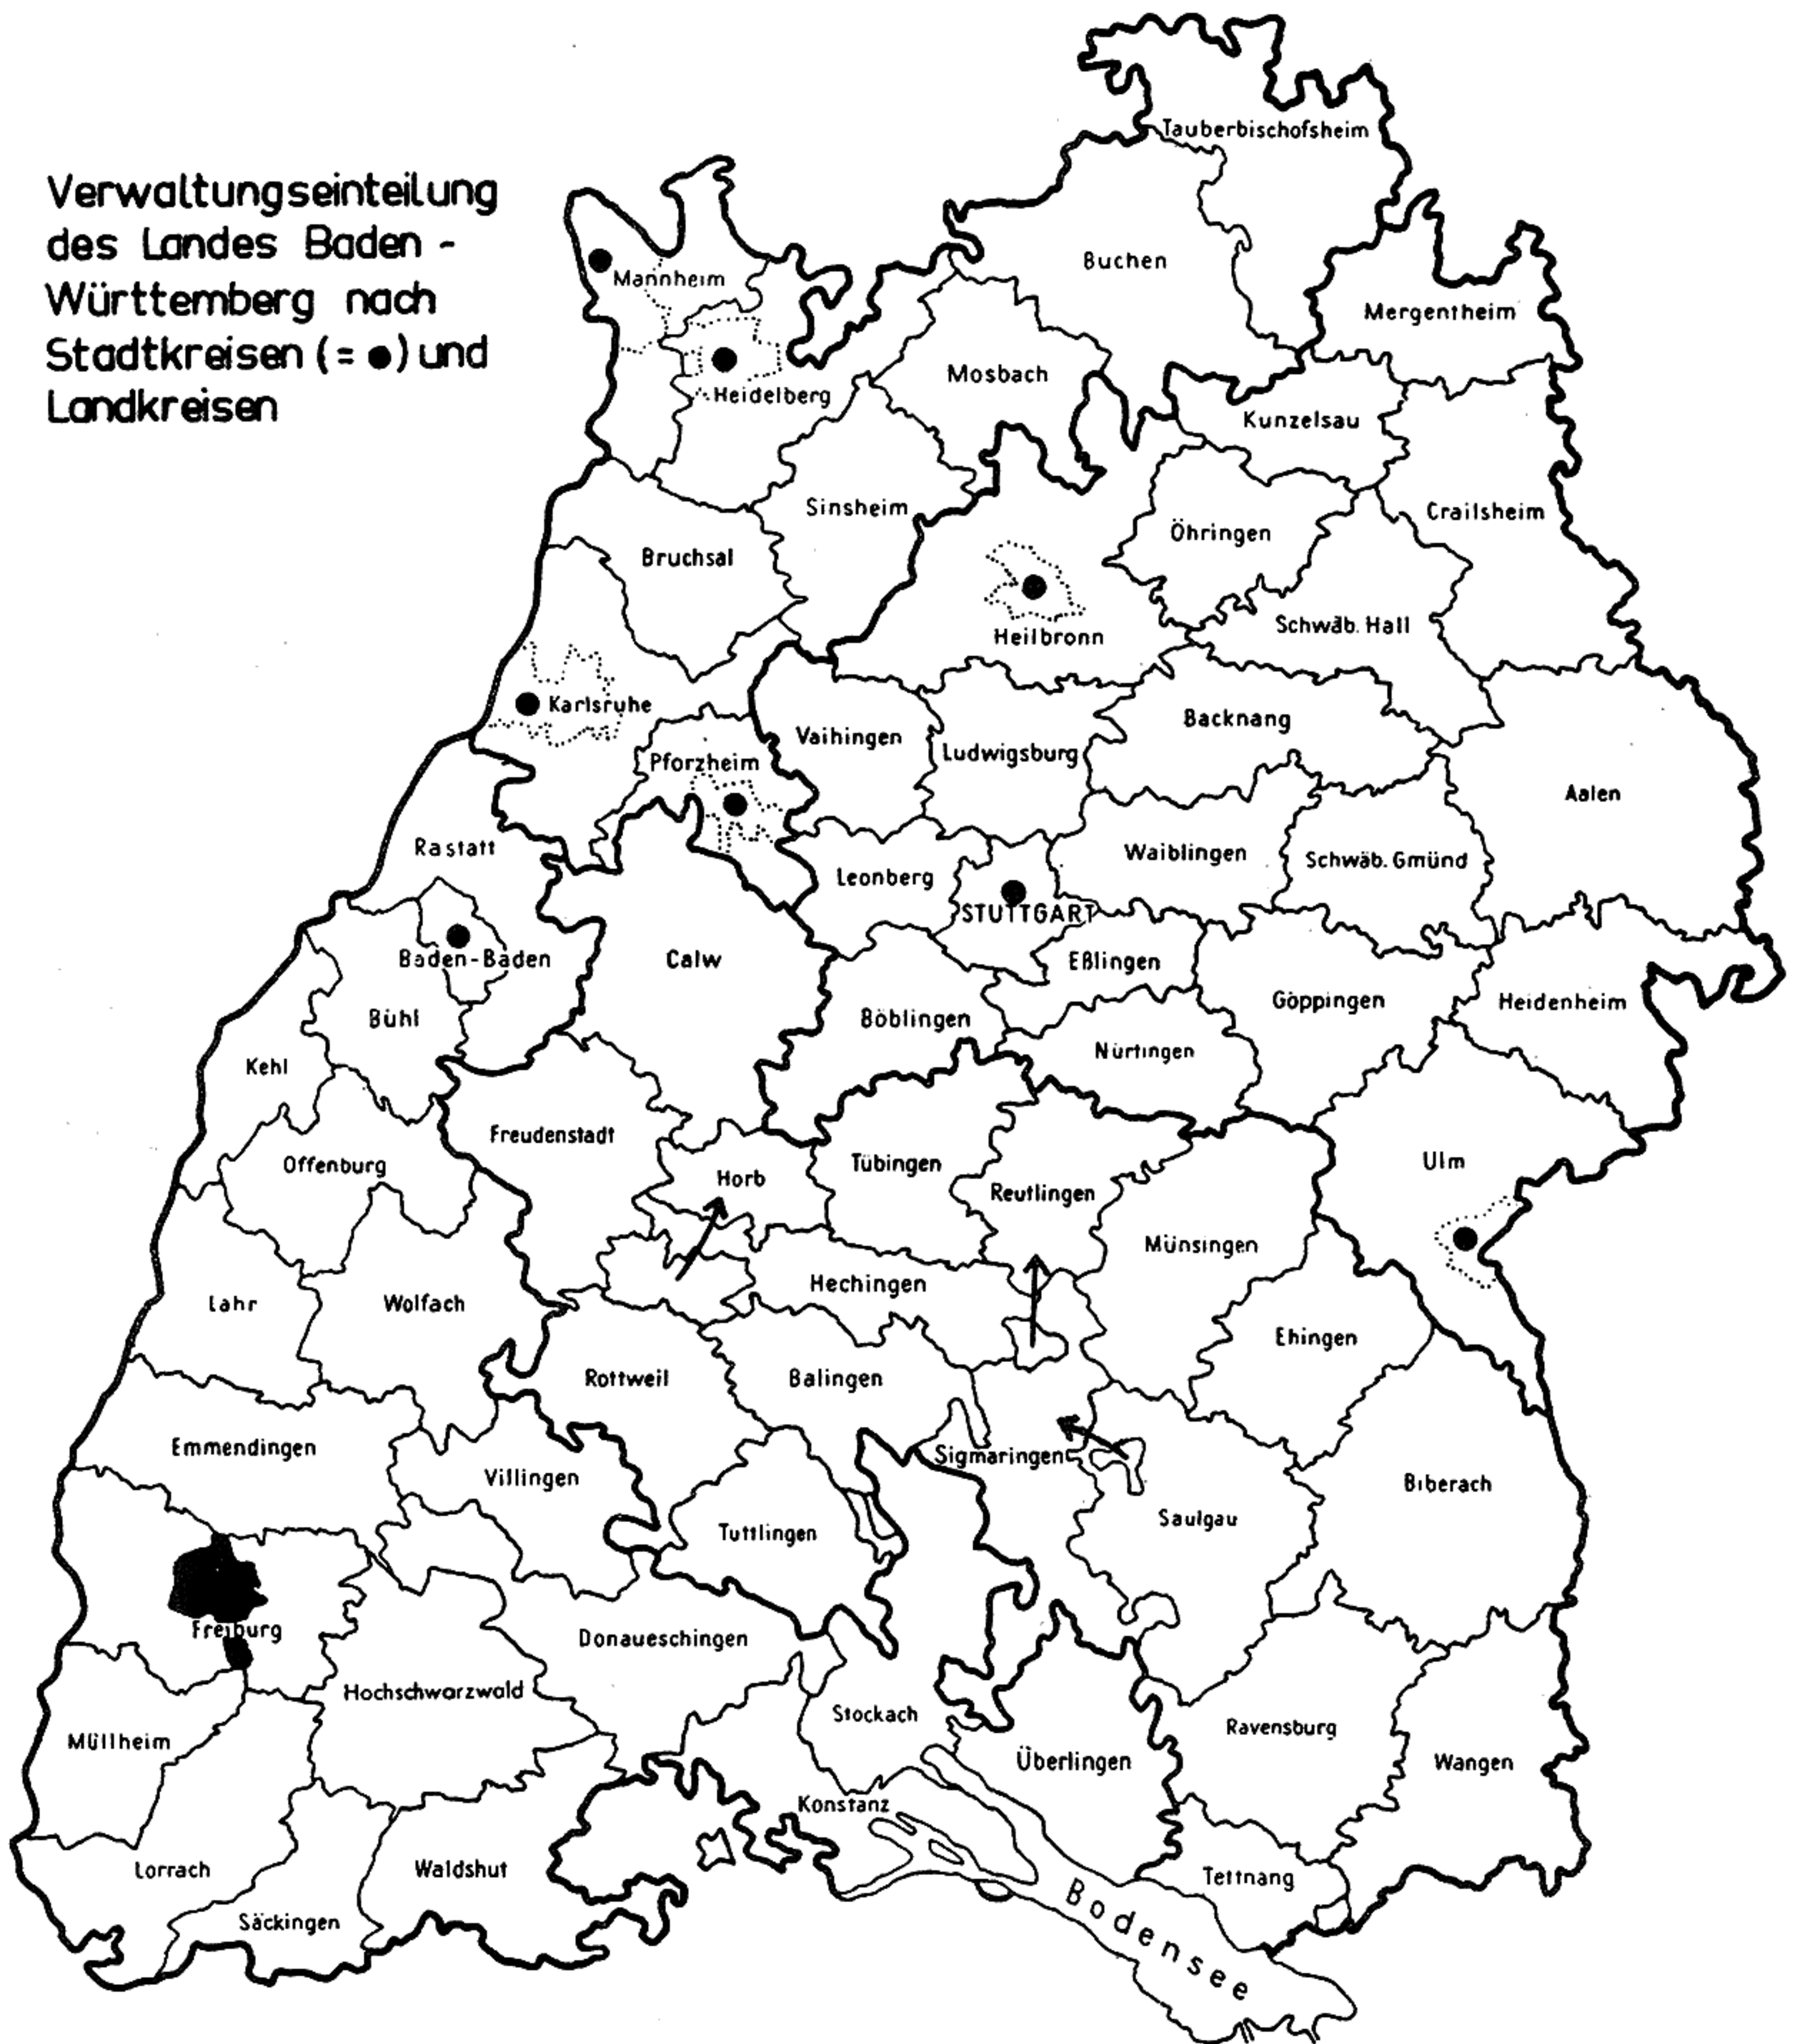 Verwaltungseinteilung
des Landes Baden -
Württemberg nach
Stadtkreisen (= ●) und
Landkreisen
Tauberbischofsheim
Buchen
Mannheim
Mergentheim
Mosbach
Heidelberg
Kunzelsau
Sinsheim
Crailsheim
Öhringen
Bruchsal
Schwäb. Hall
Heilbronn
Karlsruhe
Backnang
Vaihingen
Ludwigsburg
Pforzheim
Aalen
Rastatt
Waiblingen
Schwäb. Gmünd
Leonberg
STUTTGART
Baden-Baden
Calw
Eßlingen
Göppingen
Heidenheim
Bühl
Böblingen
Nürtingen
Kehl
Freudenstadt
Offenburg
Tübingen
Ulm
Horb
Reutlingen
Münsingen
Hechingen
Lahr
Wolfach
Ehingen
Rottweil
Balingen
Emmendingen
Sigmaringen
Villingen
Biberach
Saulgau
Tuttlingen
Freiburg
Donaueschingen
Hochschwarzwald
Stockach
Ravensburg
Müllheim
Überlingen
Wangen
Konstanz
Lorrach
Waldshut
Tettnang
Säckingen
Bodensee